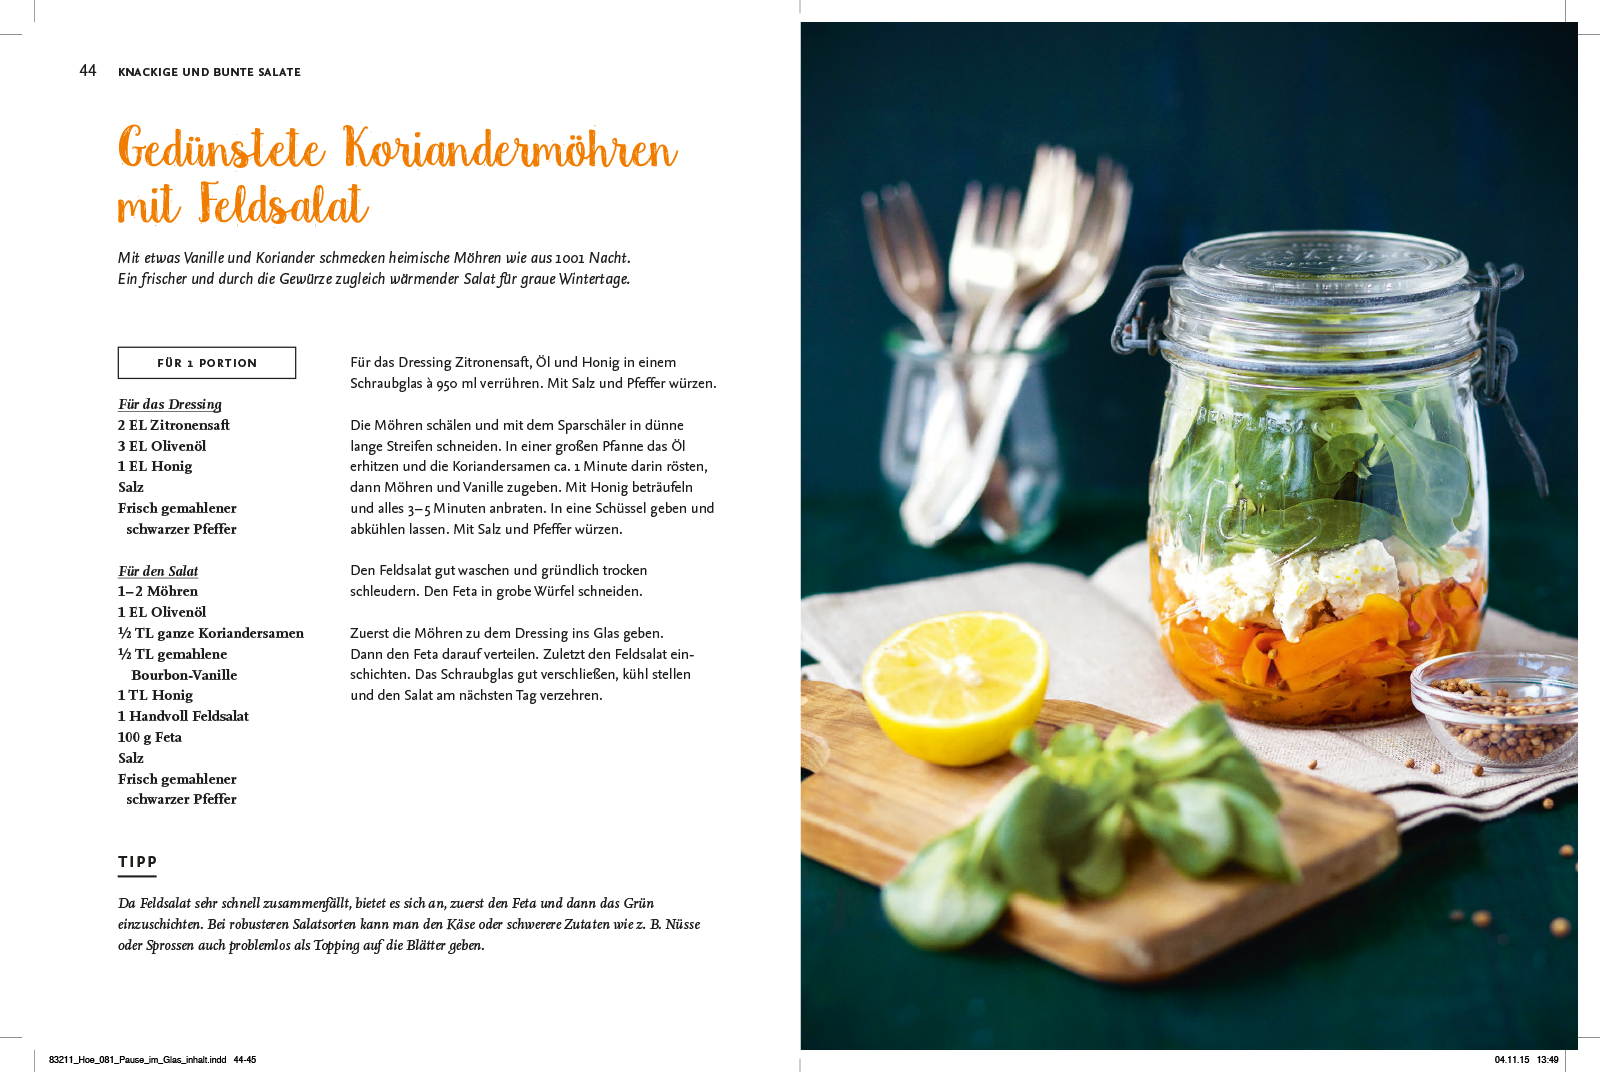 44 KNACKIGE UND BUNTE SALATE
Gedünstete Koriandermöhren
mit Feldsalat
Mit etwas Vanille und Koriander schmecken heimische Möhren wie aus 1001 Nacht.
Ein frischer und durch die Gewürze zugleich wärmender Salat für graue Wintertage.
FÜR 1 PORTION
Für das Dressing
2 EL Zitronensaft
3 EL Olivenöl
1 EL Honig
Salz
Frisch gemahlener
schwarzer Pfeffer
Für den Salat
1–2 Möhren
1 EL Olivenöl
½ TL ganze Koriandersamen
½ TL gemahlene
Bourbon-Vanille
1 TL Honig
1 Handvoll Feldsalat
100 g Feta
Salz
Frisch gemahlener
schwarzer Pfeffer
Für das Dressing Zitronensaft, Öl und Honig in einem
Schraubglas à 950 ml verrühren. Mit Salz und Pfeffer würzen.
Die Möhren schälen und mit dem Sparschäler in dünne
lange Streifen schneiden. In einer großen Pfanne das Öl
erhitzen und die Koriandersamen ca. 1 Minute darin rösten,
dann Möhren und Vanille zugeben. Mit Honig beträufeln
und alles 3–5 Minuten anbraten. In eine Schüssel geben und
abkühlen lassen. Mit Salz und Pfeffer würzen.
Den Feldsalat gut waschen und gründlich trocken
schleudern. Den Feta in grobe Würfel schneiden.
Zuerst die Möhren zu dem Dressing ins Glas geben.
Dann den Feta darauf verteilen. Zuletzt den Feldsalat ein-
schichten. Das Schraubglas gut verschließen, kühl stellen
und den Salat am nächsten Tag verzehren.
TIPP
Da Feldsalat sehr schnell zusammenfällt, bietet es sich an, zuerst den Feta und dann das Grün
einzuschichten. Bei robusteren Salatsorten kann man den Käse oder schwerere Zutaten wie z. B. Nüsse
oder Sprossen auch problemlos als Topping auf die Blätter geben.
83211_Hoe_081_Pause_im_Glas_inhalt.indd 44-45
04.11.15 13:49